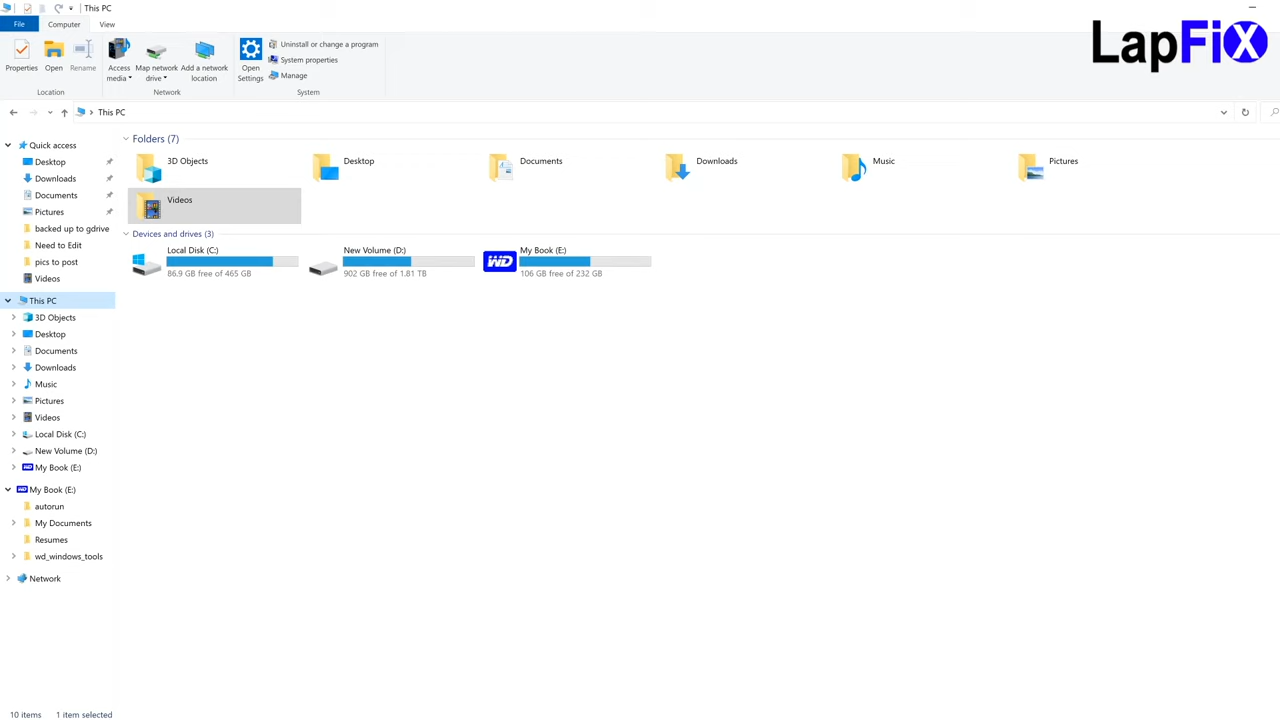 This PC
File Computer View
LapFiX
Properties Open Rename
Access media Map network drive Add a network location
Open Settings
Uninstall or change a program
System properties
Manage
Location Network System
This PC
Quick access
Desktop
Downloads
Documents
Pictures
backed up to gdrive
Need to Edit
pics to post
Videos
This PC
3D Objects
Desktop
Documents
Downloads
Music
Pictures
Videos
Local Disk (C:)
New Volume (D:)
My Book (E:)
My Book (E:)
autorun
My Documents
Resumes
wd_windows_tools
Network
Folders (7)
3D Objects Desktop Documents Downloads Music Pictures
Videos
Devices and drives (3)
Local Disk (C:)
86.9 GB free of 465 GB
New Volume (D:)
902 GB free of 1.81 TB
WD
My Book (E:)
106 GB free of 232 GB
10 items 1 item selected